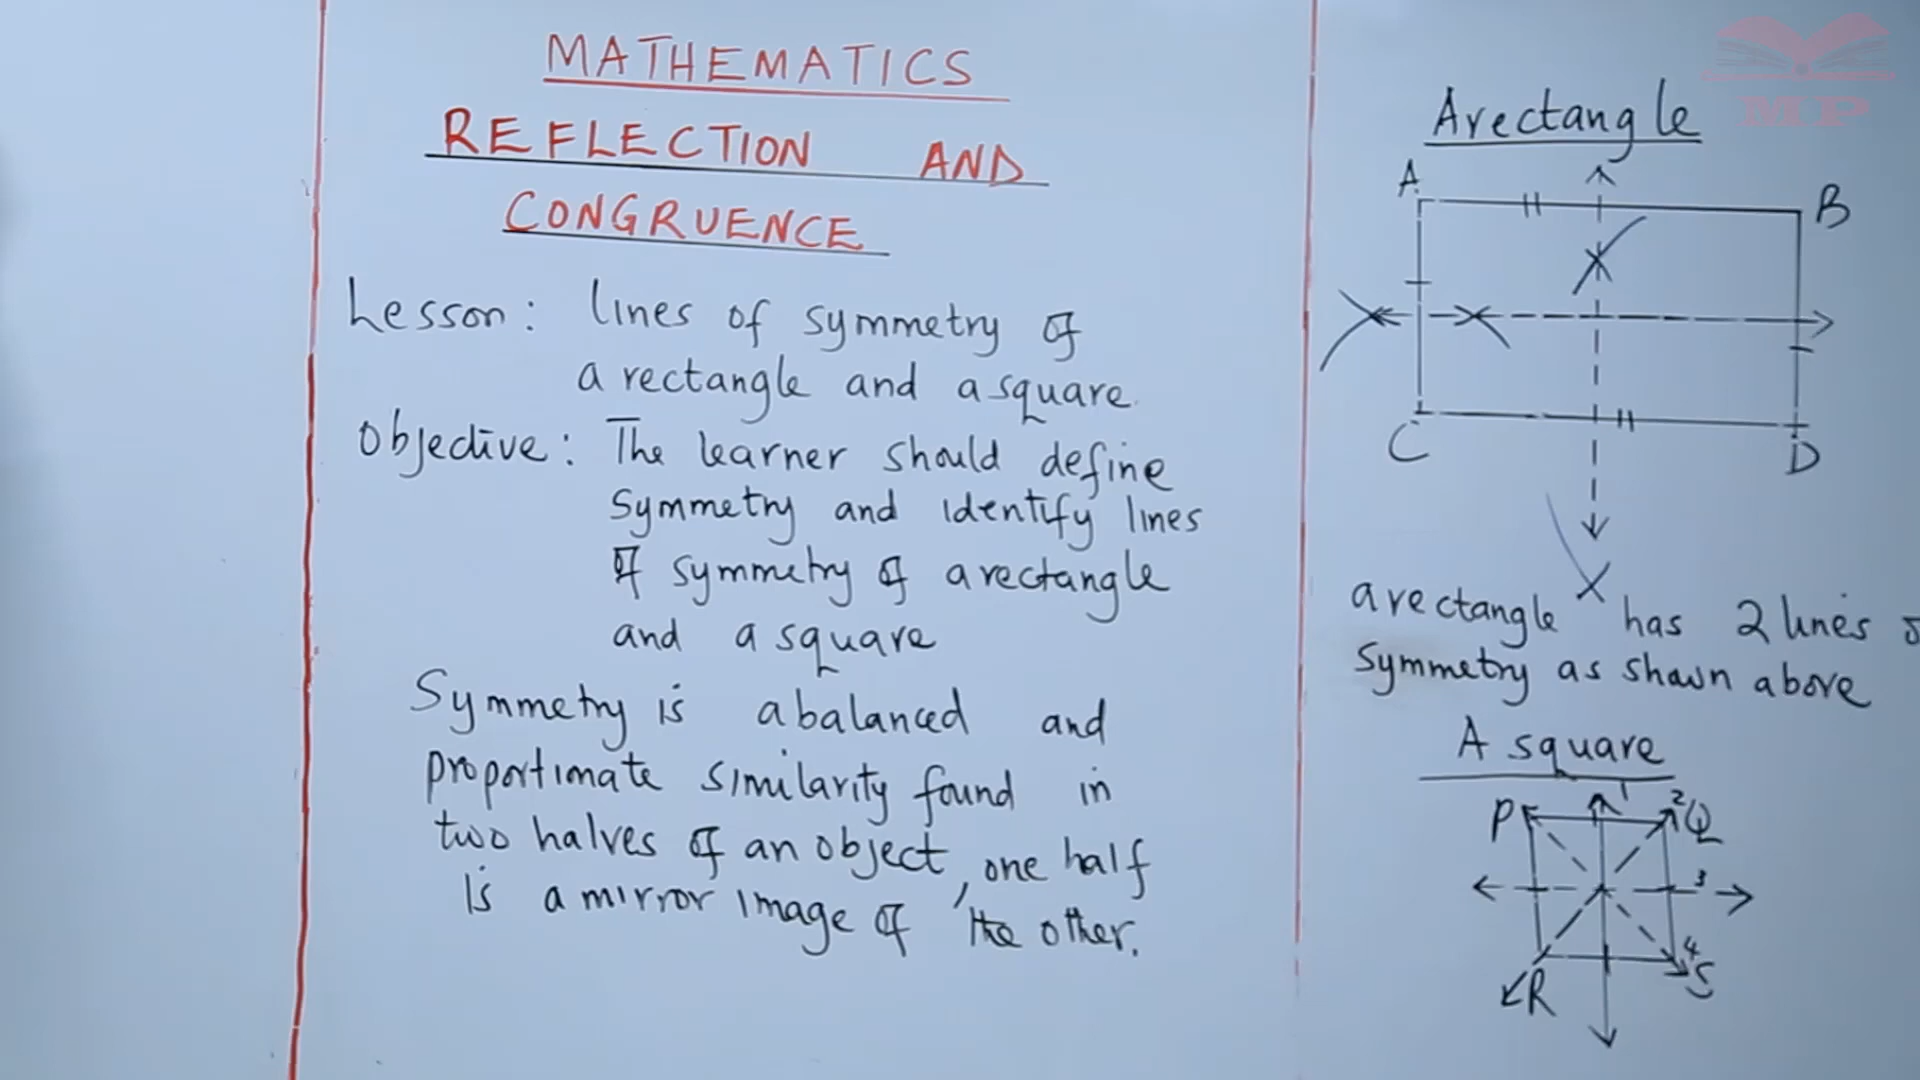 MATHEMATICS
REFLECTION AND
CONGRUENCE
Lesson: lines of symmetry of
a rectangle and a square.
Objective: The learner should define
Symmetry and identify lines
of symmetry of a rectangle
and a square
Symmetry is a balanced and
proportimate similarity found in
two halves of an object, one half
is a mirror image of the other.
MP
A rectangle
A
B
C
D
a rectangle has 2 lines
Symmetry as shown above
A square
1
2
P
Q
3
4
R
S